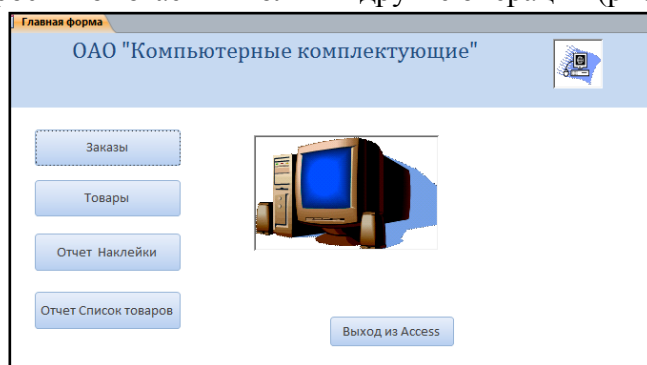 Главная форма
ОАО "Компьютерные комплектующие"
Заказы
Товары
Отчет Наклейки
Отчет Список товаров
Выход из Access